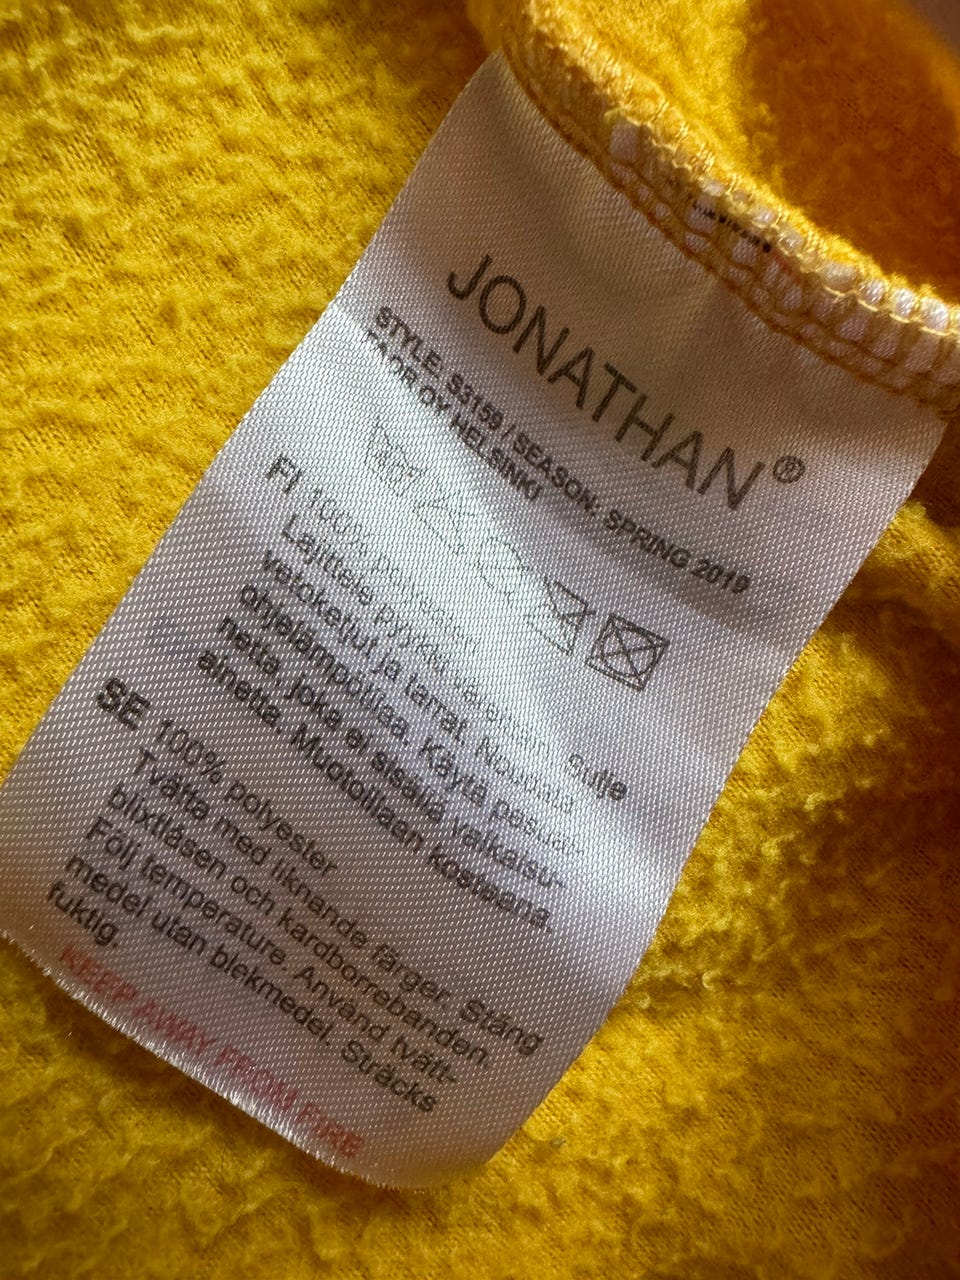 JONATHAN®
STYLE. S3159 / SEASON. SPRING 2019
OY HELSINKI
FI 100% polyesteri
Lajittele pyykki värien mukaan. Sulje
vetoketjut ja tarrat. Noudata
ohjelämpötilaa. Käytä pesuai-
netta, joka ei sisällä valkaisu-
ainetta. Muotoillaan kosteana.
SE 100% polyester
Tvätta med liknande färger. Stäng
blixtlåsen och kardborrebanden.
Följ temperature. Använd tvätt-
medel utan blekmedel. Sträcks
fuktig.
KEEP AWAY FROM FIRE